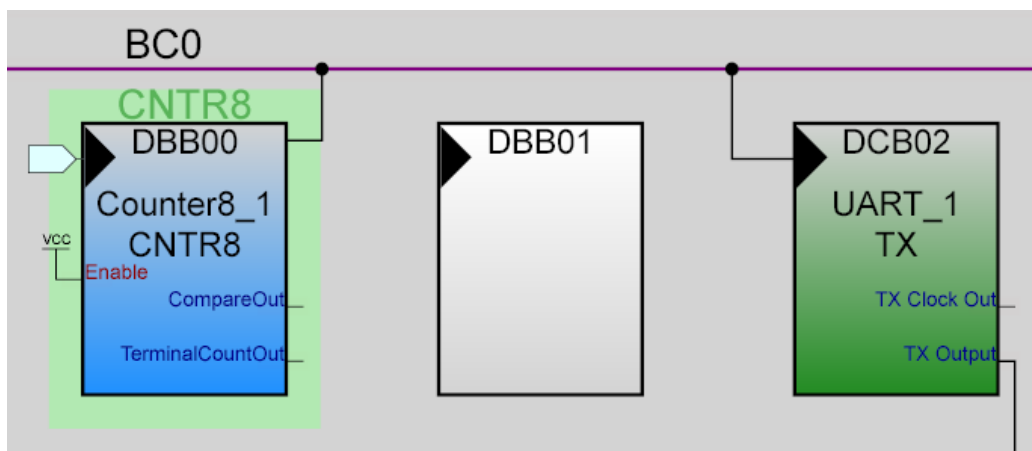 BC0
CNTR8
DBB00
Counter8_1
CNTR8
vcc
Enable
CompareOut
TerminalCountOut
DBB01
DCB02
UART_1
TX
TX Clock Out
TX Output